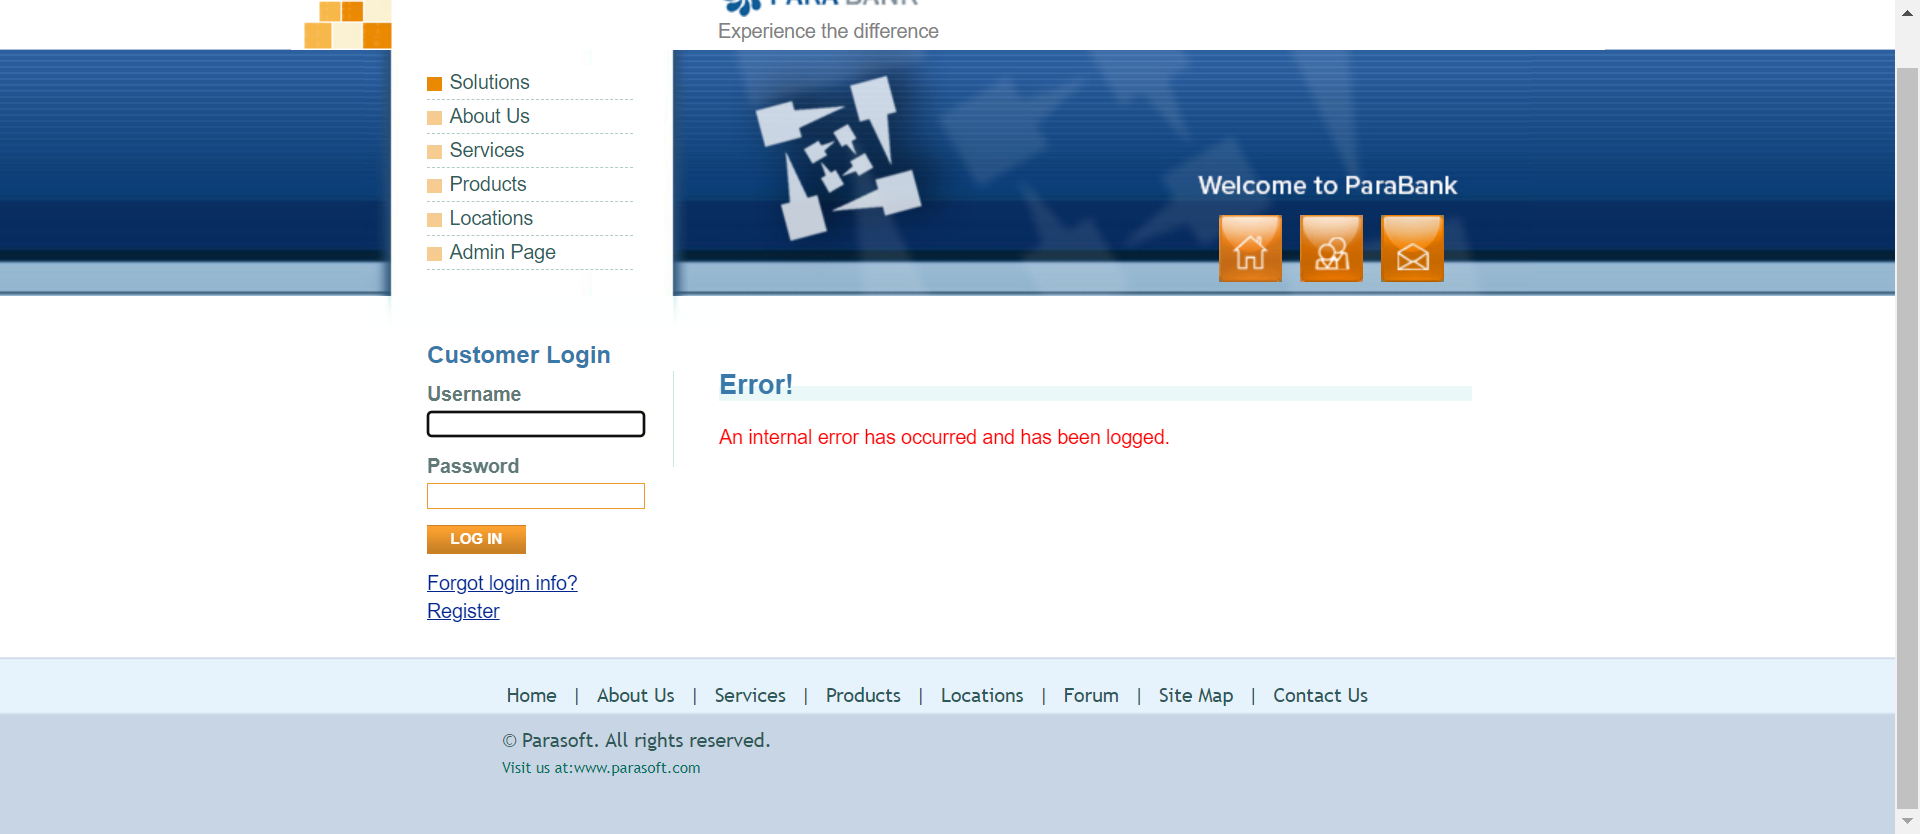 PARA BANK
Experience the difference
Solutions
About Us
Services
Products
Locations
Admin Page
Welcome to ParaBank
Customer Login
Username
Password
LOG IN
Forgot login info?
Register
Error!
An internal error has occurred and has been logged.
Home | About Us | Services | Products | Locations | Forum | Site Map | Contact Us
© Parasoft. All rights reserved.
Visit us at:www.parasoft.com